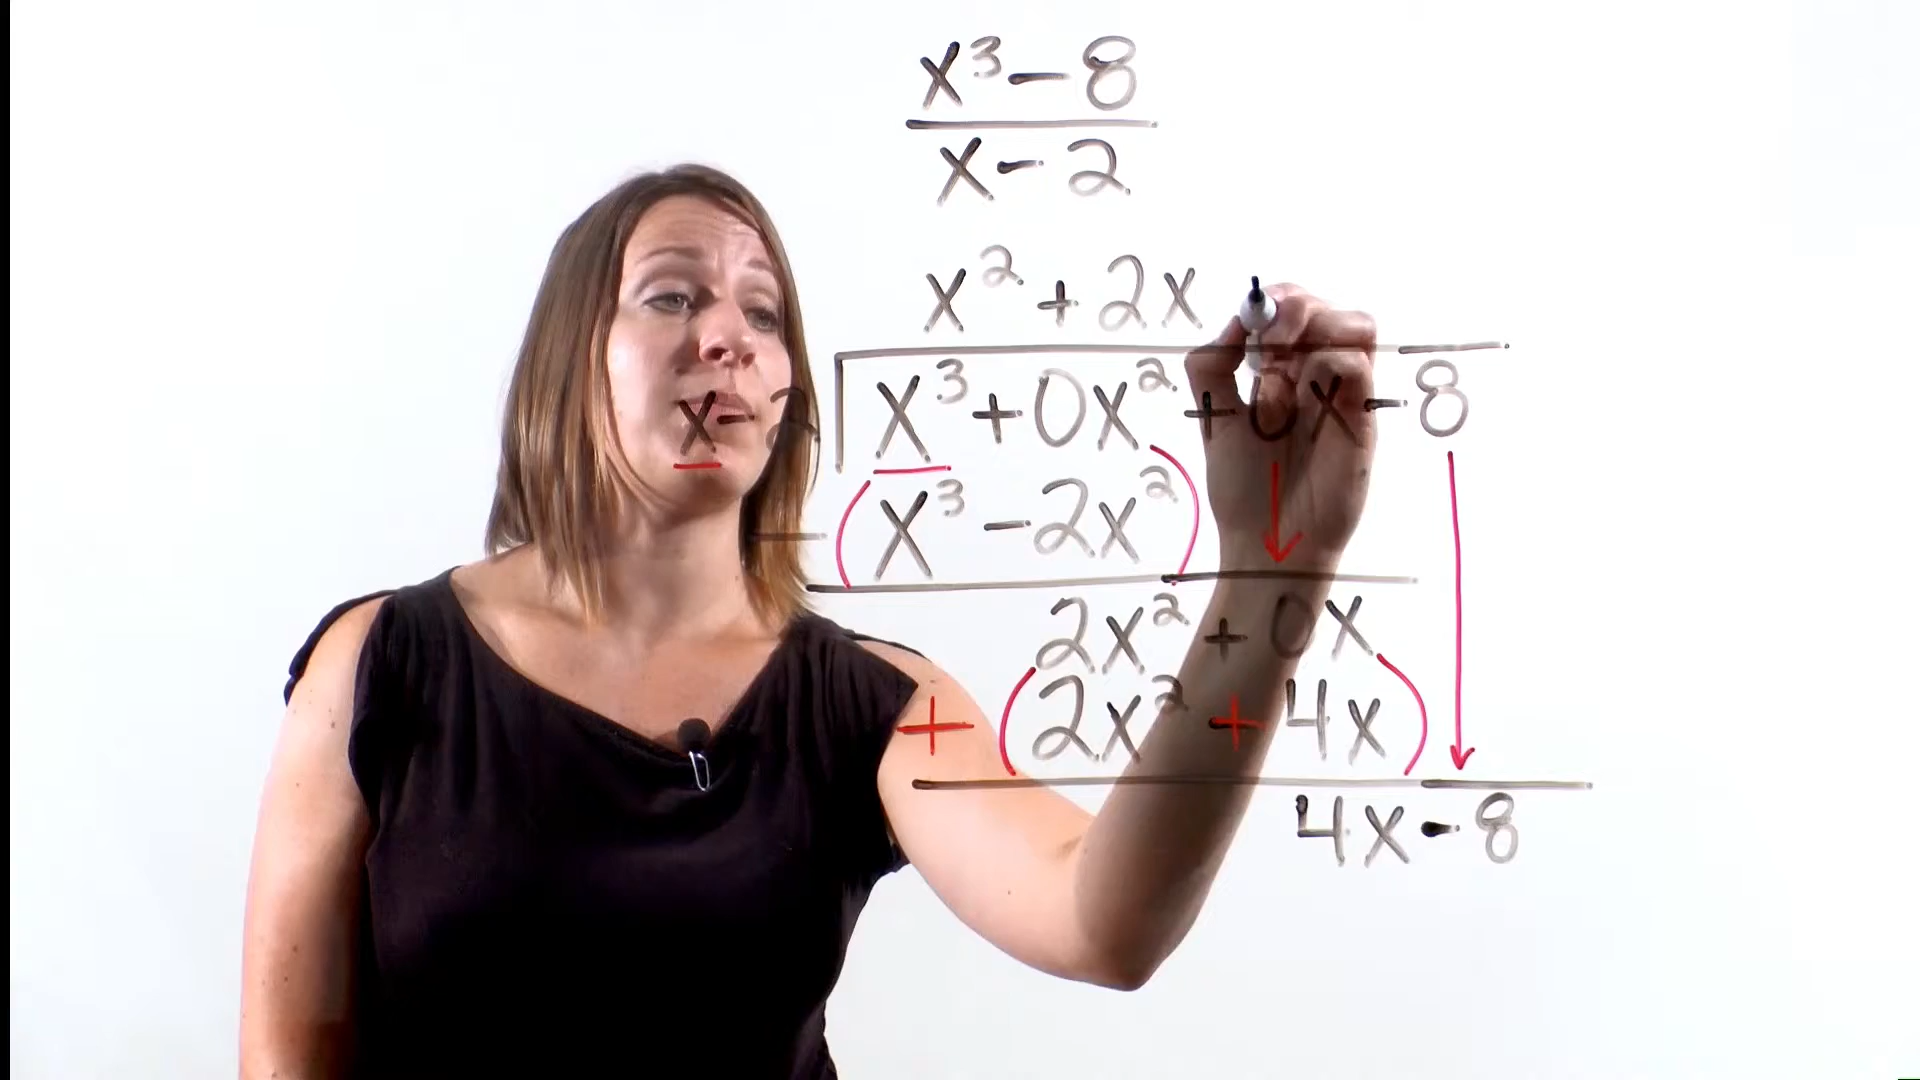 x³ - 8
x - 2
x² + 2x
x - 2 x³ + 0x² + 0x - 8
- (x³ - 2x²)
2x² + 0x
+ (2x² + 4x)
4x - 8